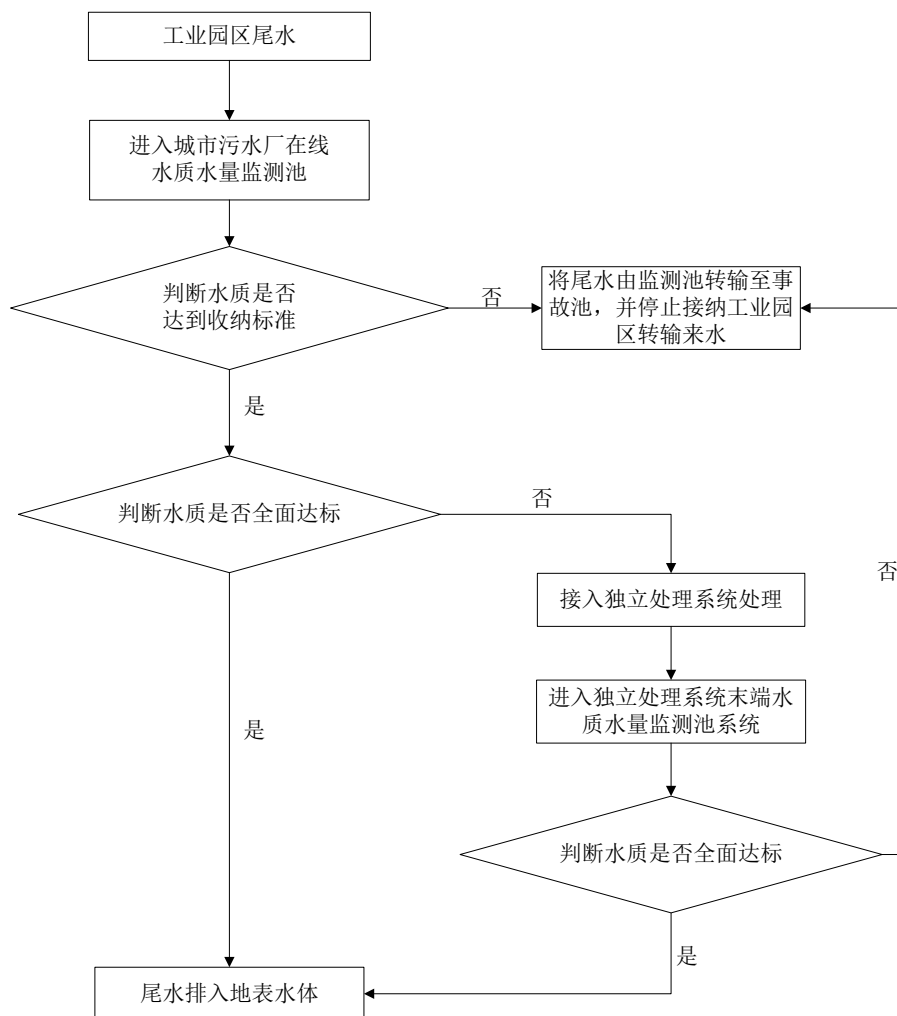 工业园区尾水
进入城市污水厂在线
水质水量监测池
判断水质是否
达到收纳标准
否
将尾水由监测池转输至事
故池，并停止接纳工业园
区转输来水
是
判断水质是否全面达标
否
接入独立处理系统处理
否
进入独立处理系统末端水
质水量监测池系统
是
判断水质是否全面达标
是
尾水排入地表水体